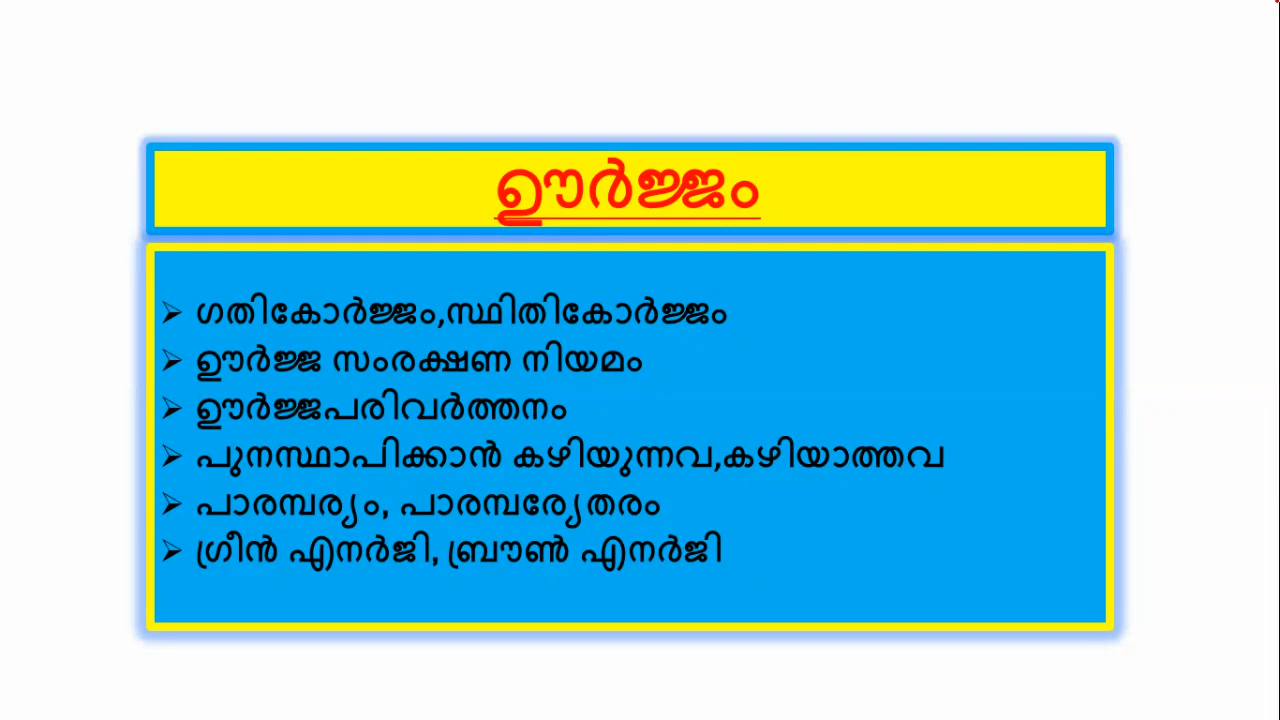 ഊർജ്ജം
➢ ഗതികോർജ്ജം,സ്ഥിതികോർജ്ജം
➢ ഊർജ്ജ സംരക്ഷണ നിയമം
➢ ഊർജ്ജപരിവർത്തനം
➢ പുനസ്ഥാപിക്കാൻ കഴിയുന്നവ,കഴിയാത്തവ
➢ പാരമ്പര്യം, പാരമ്പര്യേതരം
➢ ഗ്രീൻ എനർജി, ബ്രൗൺ എനർജി